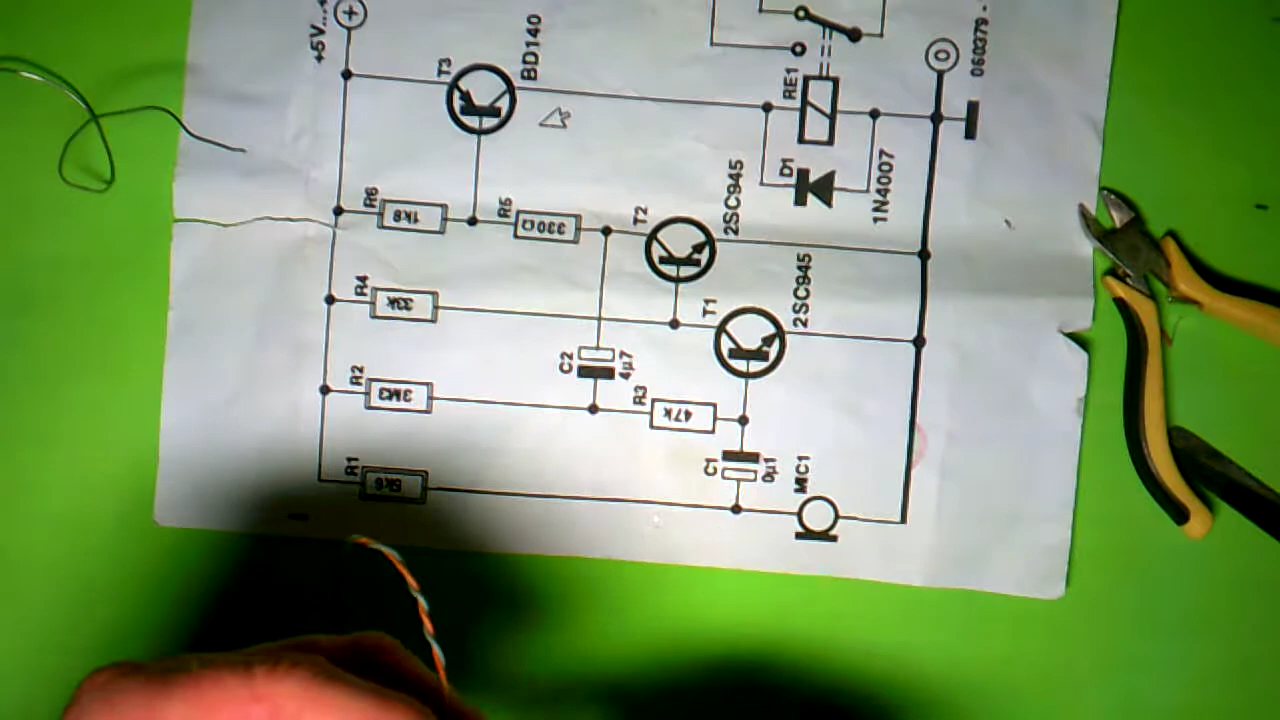 +5V...
T3
BD140
RE1
060379 -
0
D1
1N4007
R6
1k8
R5
330Ω
T2
2SC945
R4
33k
T1
2SC945
R2
3M3
C2
4µ7
R3
47k
R1
C1
0µ1
MC1